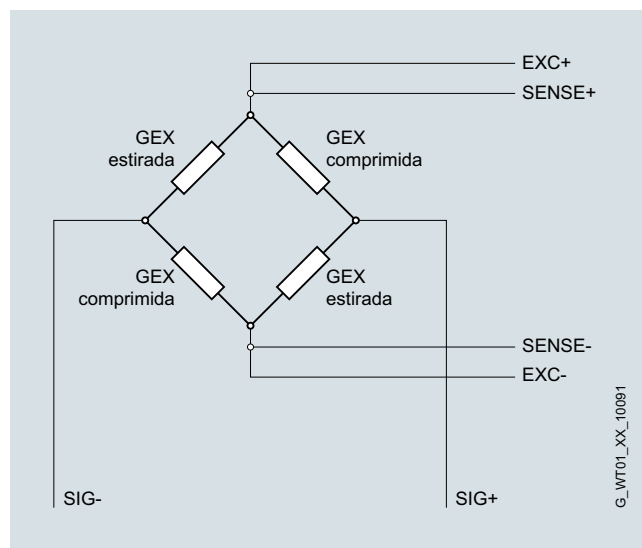 EXC+
SENSE+
GEX
estirada
GEX
comprimida
GEX
comprimida
GEX
estirada
SENSE-
EXC-
SIG-
SIG+
G_WT01_XX_10091